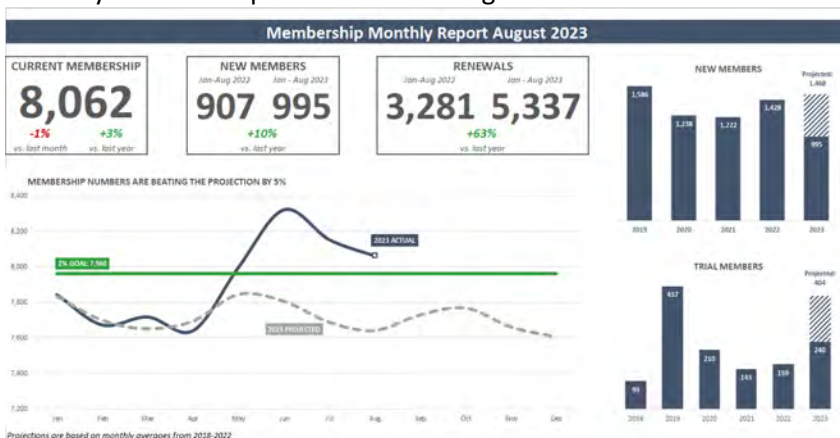 Membership Monthly Report August 2023
CURRENT MEMBERSHIP
8,062
-1% +3%
vs. last month vs. last year
NEW MEMBERS
Jan-Aug 2022 Jan - Aug 2023
907 995
+10%
vs. last year
RENEWALS
Jan-Aug 2022 Jan - Aug 2023
3,281 5,337
+63%
vs. last year
NEW MEMBERS
Projected:
1,468
1,586
1,238
1,222
1,428
995
2019 2020 2021 2022 2023
MEMBERSHIP NUMBERS ARE BEATING THE PROJECTION BY 5%
8,400
8,200
8,000
7,800
7,600
7,400
7,200
2023 ACTUAL
2% GOAL: 7,960
2023 PROJECTED
Jan Feb Mar Apr May Jun Jul Aug Sep Oct Nov Dec
TRIAL MEMBERS
Projected:
404
437
210
143
159
240
2018 2019 2020 2021 2022 2023
Projections are based on monthly averages from 2018-2022